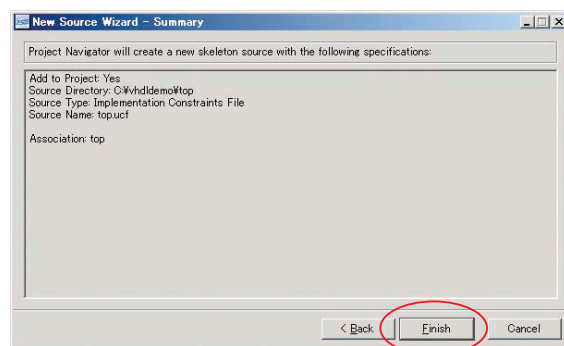 New Source Wizard - Summary
Project Navigator will create a new skeleton source with the following specifications:
Add to Project: Yes
Source Directory: C:¥vhdldemo¥top
Source Type: Implementation Constraints File
Source Name: top.ucf
Association: top
< Back
Finish
Cancel